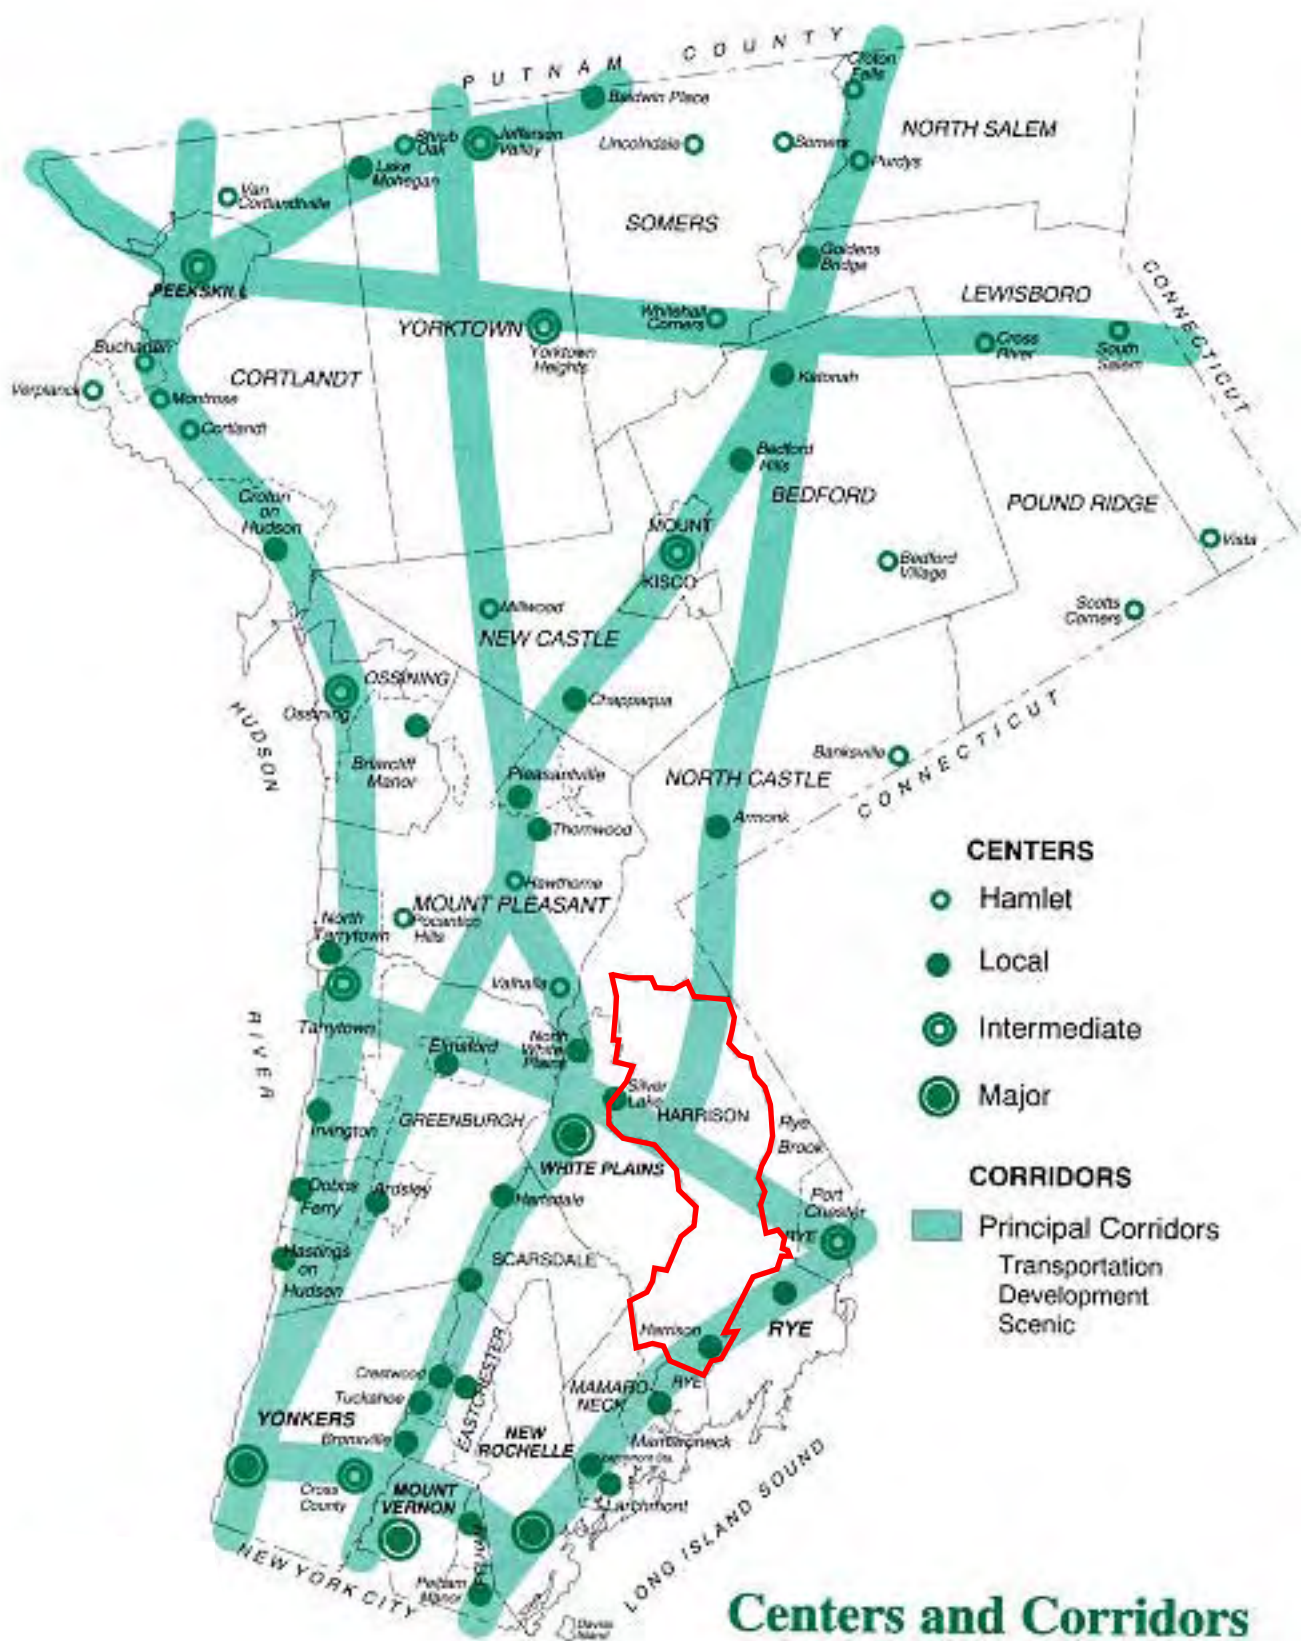 PUTNAM COUNTY
Croton
Falls
Baldwin Place
NORTH SALEM
Shrub
Oak
Jefferson
Valley
Lincolndale
Somers
Purdys
Lake
Mohegan
Van
Cortlandville
SOMERS
Goldens
Bridge
CONNECTICUT
PEEKSKILL
LEWISBORO
Whitehall
Corners
YORKTOWN
Yorktown
Heights
Cross
River
South
Salem
Buchanan
CORTLANDT
Verplanck
Montrose
Katonah
Cortlandt
Bedford
Hills
BEDFORD
POUND RIDGE
Croton
on
Hudson
MOUNT
KISCO
Vista
Bedford
Village
Scotts
Corners
Millwood
NEW CASTLE
OSSINING
Ossining
Chappaqua
HUDSON
Briarcliff
Manor
Banksville
CONNECTICUT
Pleasantville
NORTH CASTLE
Armonk
Thornwood
CENTERS
Hamlet
Hawthorne
MOUNT PLEASANT
North
Tarrytown
Pocantico
Hills
Local
Valhalla
RIVER
Tarrytown
Intermediate
Elmsford
North
White
Plains
Silver
Lake
Major
Irvington
GREENBURGH
HARRISON
Rye
Brook
WHITE PLAINS
CORRIDORS
Dobbs
Ferry
Ardsley
Hartsdale
Port
Chester
RYE
Principal Corridors
Transportation
Development
Scenic
Hastings
on
Hudson
SCARSDALE
Harrison
RYE
EASTCHESTER
Crestwood
Tuckahoe
MAMARO-
NECK
RYE
YONKERS
Bronxville
NEW
ROCHELLE
Mamaroneck
Cross
County
MOUNT
VERNON
Larchmont
PELHAM
Pelham
Manor
NEW YORK CITY
LONG ISLAND SOUND
Davids
Island
Centers and Corridors